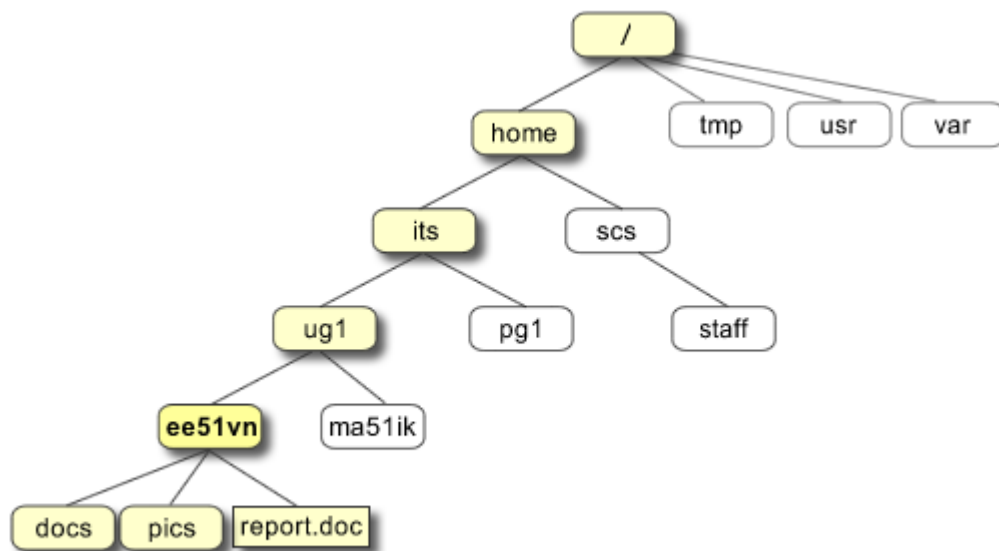 /
home
tmp
usr
var
its
scs
ug1
pg1
staff
ee51vn
ma51ik
docs
pics
report.doc